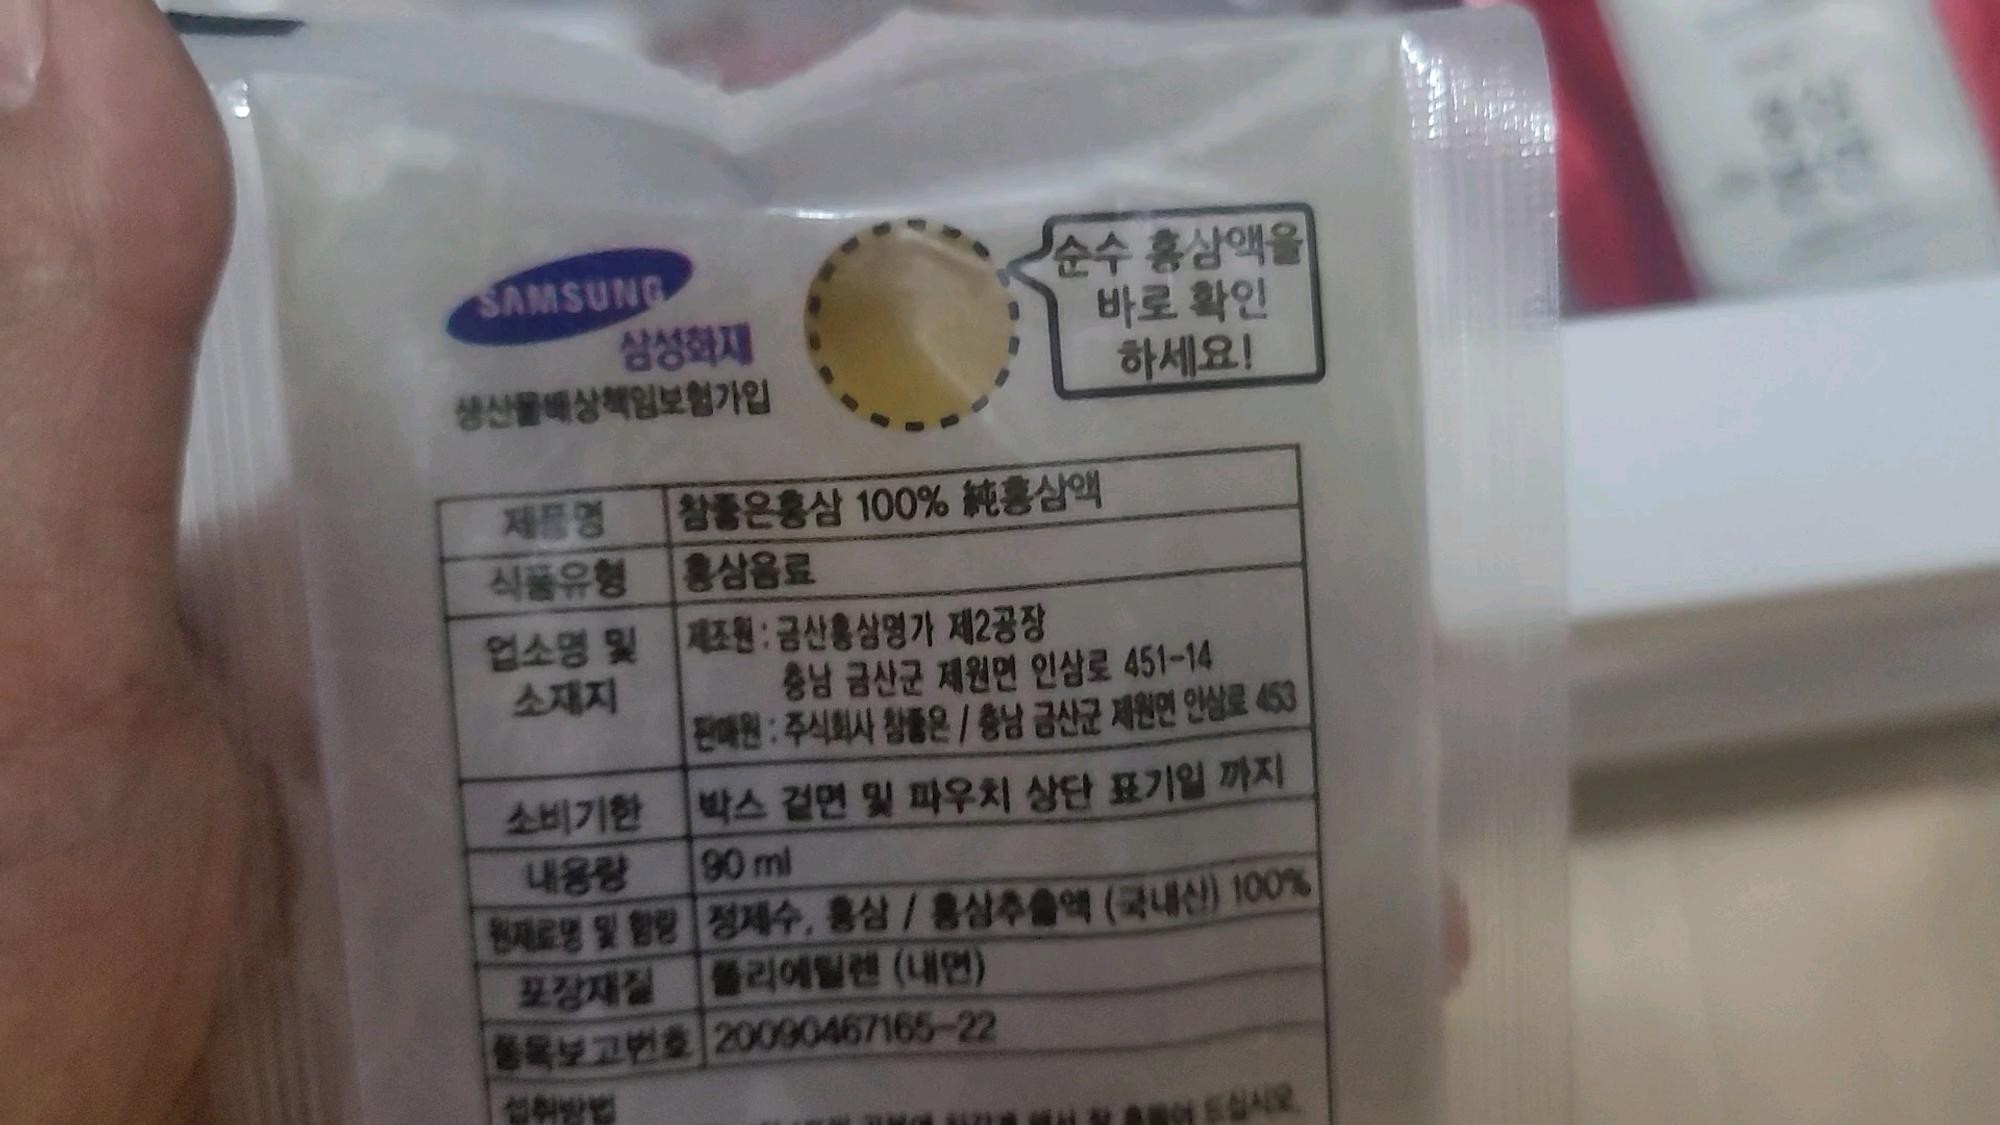 SAMSUNG
삼성화재
생산물배상책임보험가입
순수 홍삼액을
바로 확인
하세요!
제품명 참좋은홍삼 100% 純홍삼액
식품유형 홍삼음료
업소명 및 소재지
제조원 : 금산홍삼명가 제2공장
충남 금산군 제원면 인삼로 451-14
판매원 : 주식회사 참좋은 / 충남 금산군 제원면 인삼로 453
소비기한 박스 겉면 및 파우치 상단 표기일 까지
내용량 90 ml
원재료명 및 함량 정제수, 홍삼 / 홍삼추출액 (국내산) 100%
포장재질 폴리에틸렌 (내면)
품목보고번호 20090467165-22
섭취방법
드십시오.